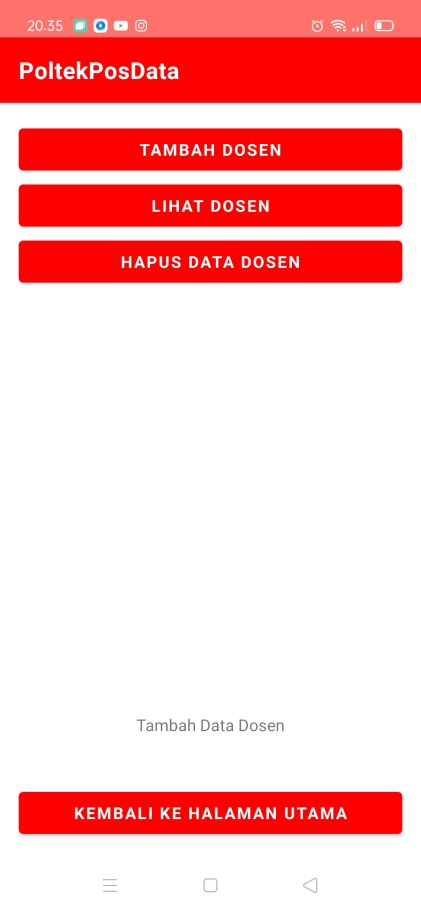 20.35
PoltekPosData
TAMBAH DOSEN
LIHAT DOSEN
HAPUS DATA DOSEN
Tambah Data Dosen
KEMBALI KE HALAMAN UTAMA